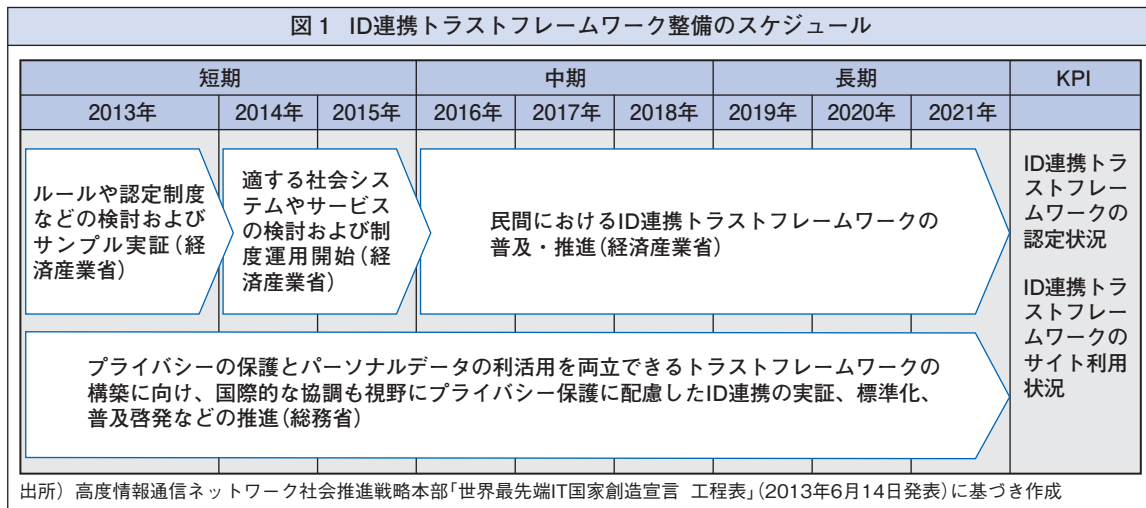 図1 ID連携トラストフレームワーク整備のスケジュール
短期
中期
長期
KPI
2013年
2014年
2015年
2016年
2017年
2018年
2019年
2020年
2021年
ルールや認定制度
などの検討および
サンプル実証(経
済産業省)
適する社会シス
テムやサービス
の検討および制
度運用開始(経
済産業省)
民間におけるID連携トラストフレームワークの
普及・推進(経済産業省)
ID連携トラ
ストフレー
ムワークの
認定状況
ID連携トラ
ストフレー
ムワークの
サイト利用
状況
プライバシーの保護とパーソナルデータの利活用を両立できるトラストフレームワークの
構築に向け、国際的な協調も視野にプライバシー保護に配慮したID連携の実証、標準化、
普及啓発などの推進(総務省)
出所)高度情報通信ネットワーク社会推進戦略本部「世界最先端IT国家創造宣言 工程表」(2013年6月14日発表)に基づき作成